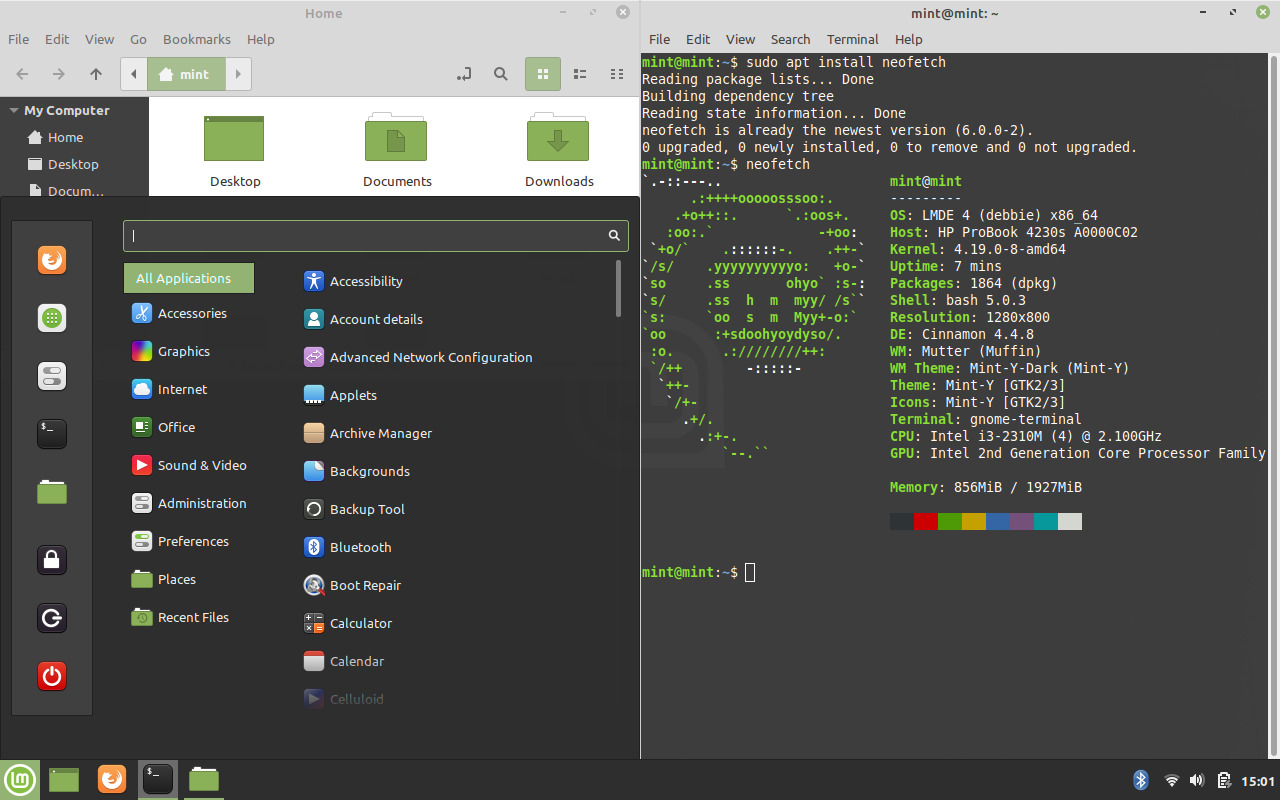 Home
File Edit View Go Bookmarks Help
mint
My Computer
Home
Desktop
Docum...
Desktop Documents Downloads
All Applications
Accessories
Graphics
Internet
Office
Sound & Video
Administration
Preferences
Places
Recent Files
Accessibility
Account details
Advanced Network Configuration
Applets
Archive Manager
Backgrounds
Backup Tool
Bluetooth
Boot Repair
Calculator
Calendar
Celluloid
mint@mint: ~
File Edit View Search Terminal Help
mint@mint:~$ sudo apt install neofetch
Reading package lists... Done
Building dependency tree
Reading state information... Done
neofetch is already the newest version (6.0.0-2).
0 upgraded, 0 newly installed, 0 to remove and 0 not upgraded.
mint@mint:~$ neofetch
mint@mint
---------
OS: LMDE 4 (debbie) x86_64
Host: HP ProBook 4230s A0000C02
Kernel: 4.19.0-8-amd64
Uptime: 7 mins
Packages: 1864 (dpkg)
Shell: bash 5.0.3
Resolution: 1280x800
DE: Cinnamon 4.4.8
WM: Mutter (Muffin)
WM Theme: Mint-Y-Dark (Mint-Y)
Theme: Mint-Y [GTK2/3]
Icons: Mint-Y [GTK2/3]
Terminal: gnome-terminal
CPU: Intel i3-2310M (4) @ 2.100GHz
GPU: Intel 2nd Generation Core Processor Family
Memory: 856MiB / 1927MiB
mint@mint:~$
15:01